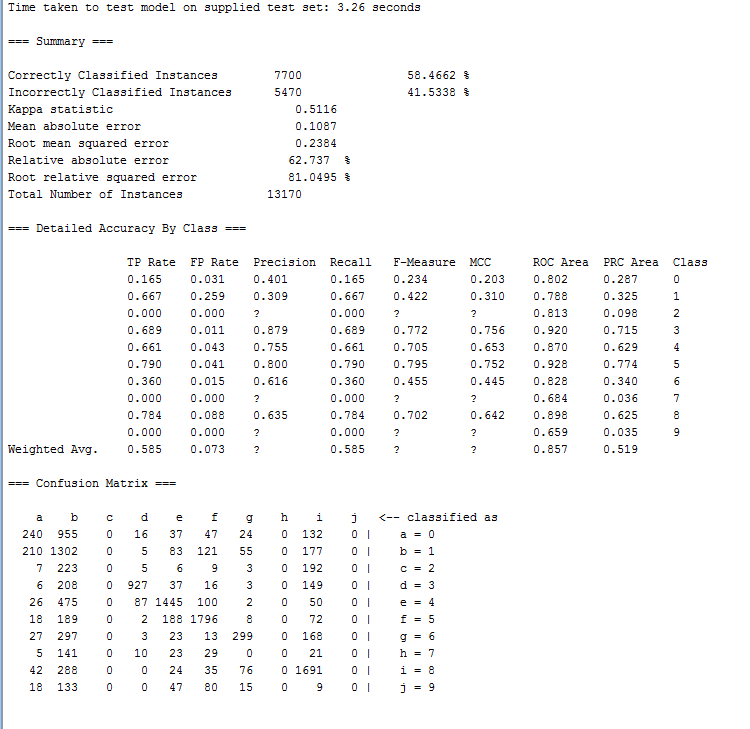 Time taken to test model on supplied test set: 3.26 seconds
=== Summary ===
Correctly Classified Instances 7700 58.4662 %
Incorrectly Classified Instances 5470 41.5338 %
Kappa statistic 0.5116
Mean absolute error 0.1087
Root mean squared error 0.2384
Relative absolute error 62.737 %
Root relative squared error 81.0495 %
Total Number of Instances 13170
=== Detailed Accuracy By Class ===
TP Rate FP Rate Precision Recall F-Measure MCC ROC Area PRC Area Class
0.165 0.031 0.401 0.165 0.234 0.203 0.802 0.287 0
0.667 0.259 0.309 0.667 0.422 0.310 0.788 0.325 1
0.000 0.000 ? 0.000 ? ? 0.813 0.098 2
0.689 0.011 0.879 0.689 0.772 0.756 0.920 0.715 3
0.661 0.043 0.755 0.661 0.705 0.653 0.870 0.629 4
0.790 0.041 0.800 0.790 0.795 0.752 0.928 0.774 5
0.360 0.015 0.616 0.360 0.455 0.445 0.828 0.340 6
0.000 0.000 ? 0.000 ? ? 0.684 0.036 7
0.784 0.088 0.635 0.784 0.702 0.642 0.898 0.625 8
0.000 0.000 ? 0.000 ? ? 0.659 0.035 9
Weighted Avg. 0.585 0.073 ? 0.585 ? ? 0.857 0.519
=== Confusion Matrix ===
a b c d e f g h i j <-- classified as
240 955 0 16 37 47 24 0 132 0 | a = 0
210 1302 0 5 83 121 55 0 177 0 | b = 1
7 223 0 5 6 9 3 0 192 0 | c = 2
6 208 0 927 37 16 3 0 149 0 | d = 3
26 475 0 87 1445 100 2 0 50 0 | e = 4
18 189 0 2 188 1796 8 0 72 0 | f = 5
27 297 0 3 23 13 299 0 168 0 | g = 6
5 141 0 10 23 29 0 0 21 0 | h = 7
42 288 0 0 24 35 76 0 1691 0 | i = 8
18 133 0 0 47 80 15 0 9 0 | j = 9